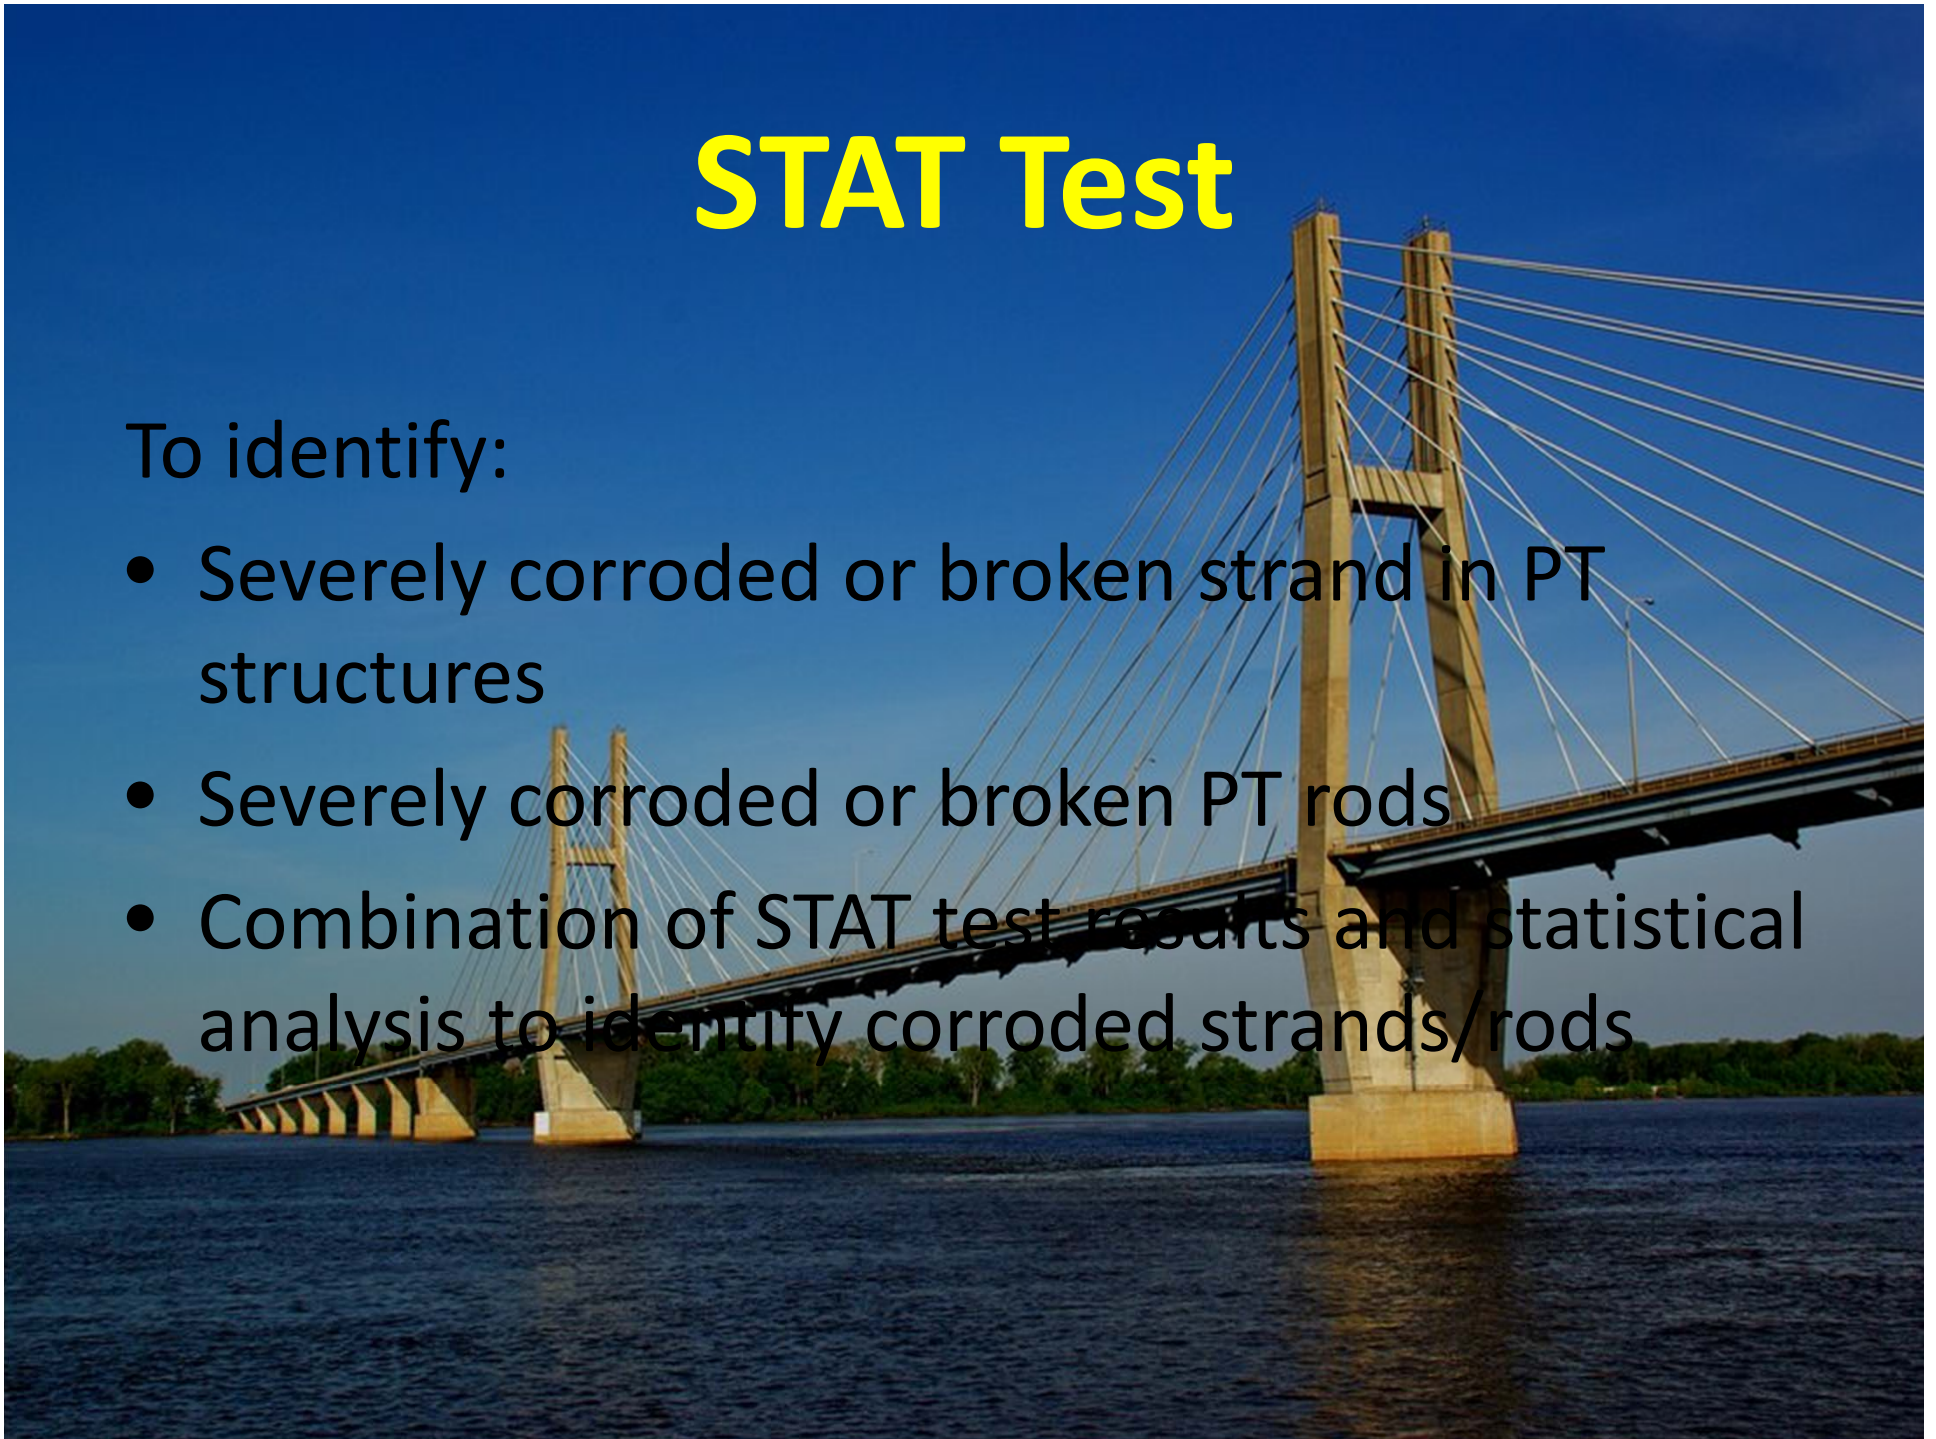 STAT Test
To identify:
• Severely corroded or broken strand in PT
structures
• Severely corroded or broken PT rods
• Combination of STAT test results and statistical
analysis to identify corroded strands/rods